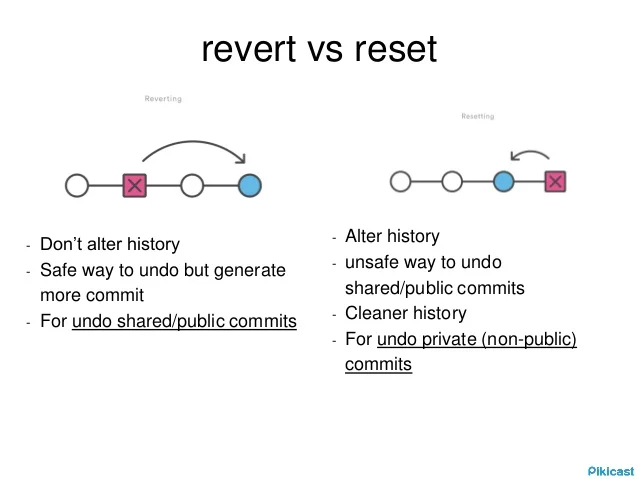 revert vs reset
Reverting
- Don’t alter history
- Safe way to undo but generate
more commit
- For undo shared/public commits
Resetting
- Alter history
- unsafe way to undo
shared/public commits
- Cleaner history
- For undo private (non-public)
commits
Pikicast